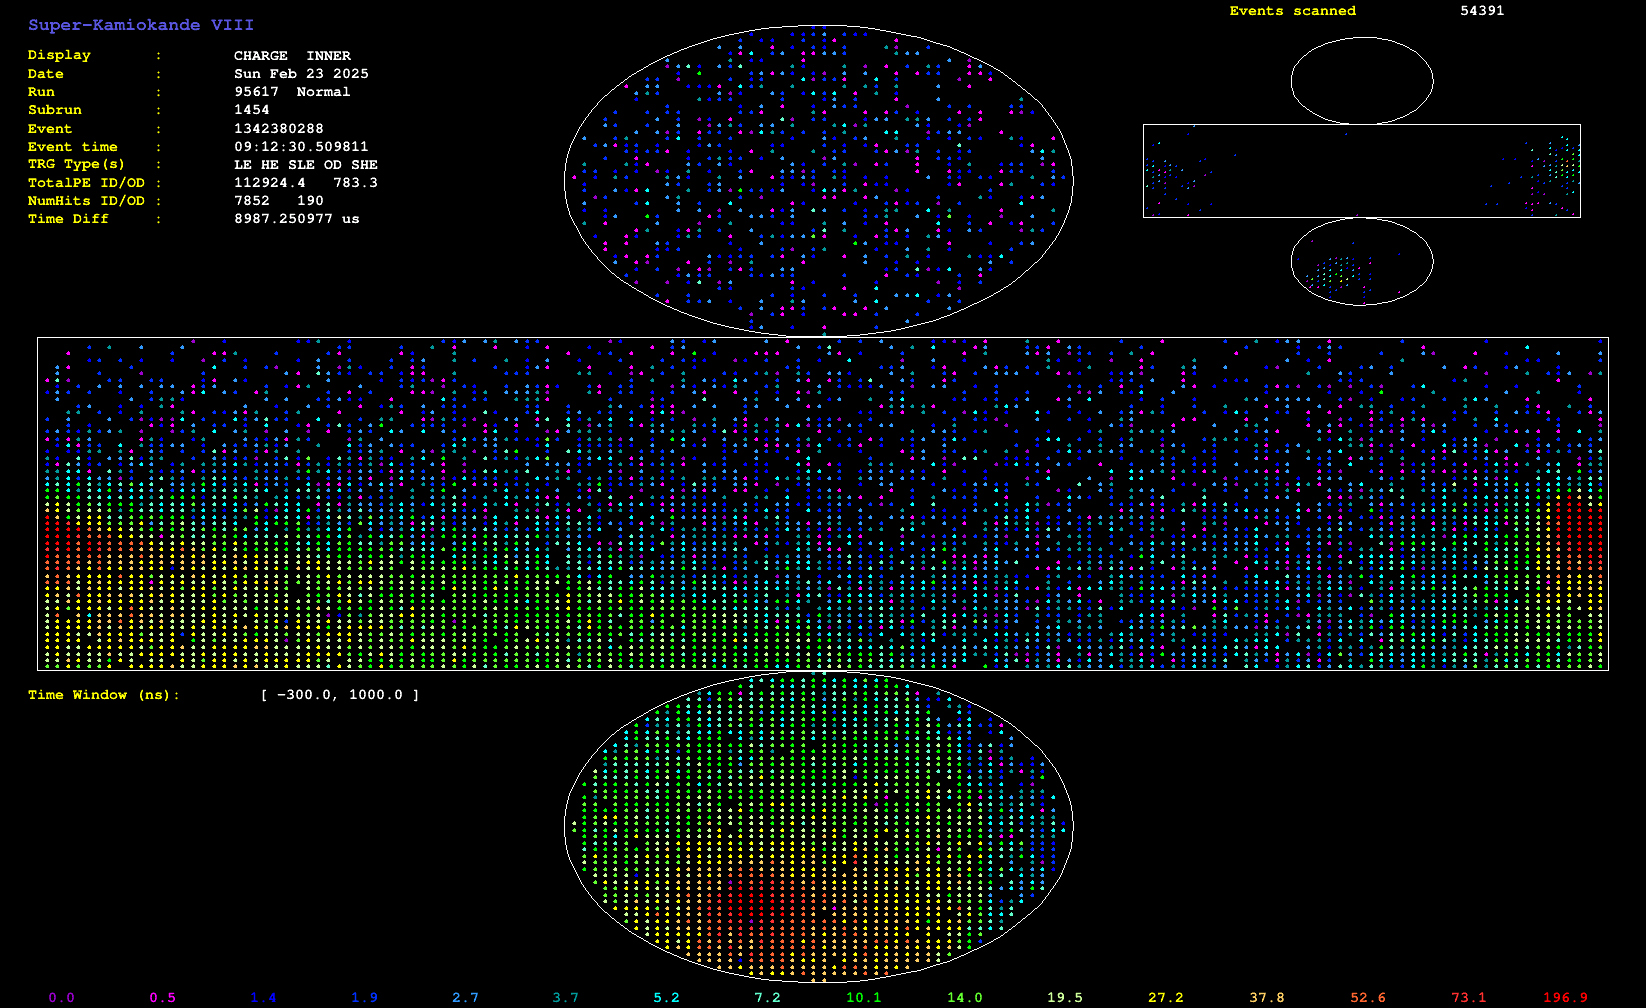 Super-Kamiokande VIII
Events scanned 54391
Display : CHARGE INNER
Date : Sun Feb 23 2025
Run : 95617 Normal
Subrun : 1454
Event : 1342380288
Event time : 09:12:30.509811
TRG Type(s) : LE HE SLE OD SHE
TotalPE ID/OD : 112924.4 783.3
NumHits ID/OD : 7852 190
Time Diff : 8987.250977 us
Time Window (ns): [ -300.0, 1000.0 ]
0.0 0.5 1.4 1.9 2.7 3.7 5.2 7.2 10.1 14.0 19.5 27.2 37.8 52.6 73.1 196.9